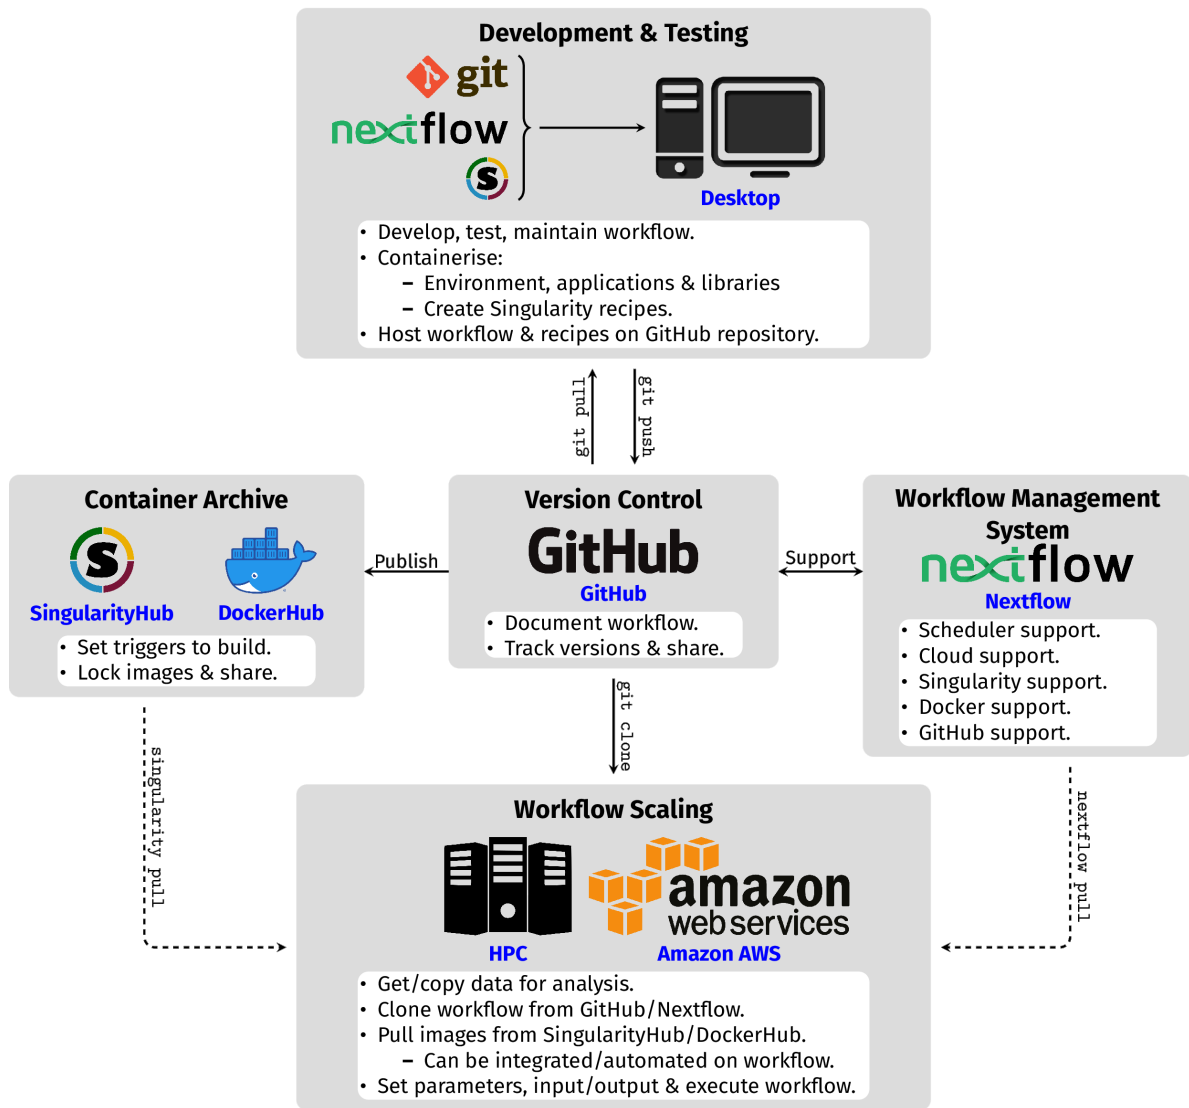 Development & Testing
git
nextflow
S
Desktop
• Develop, test, maintain workflow.
• Containerise:
– Environment, applications & libraries
– Create Singularity recipes.
• Host workflow & recipes on GitHub repository.
git pull
git push
Container Archive
S
SingularityHub
DockerHub
• Set triggers to build.
• Lock images & share.
Publish
Version Control
GitHub
GitHub
• Document workflow.
• Track versions & share.
Support
Workflow Management
System
nextflow
Nextflow
• Scheduler support.
• Cloud support.
• Singularity support.
• Docker support.
• GitHub support.
singularity pull
git clone
nextflow pull
Workflow Scaling
HPC
amazon
web services
Amazon AWS
• Get/copy data for analysis.
• Clone workflow from GitHub/Nextflow.
• Pull images from SingularityHub/DockerHub.
– Can be integrated/automated on workflow.
• Set parameters, input/output & execute workflow.